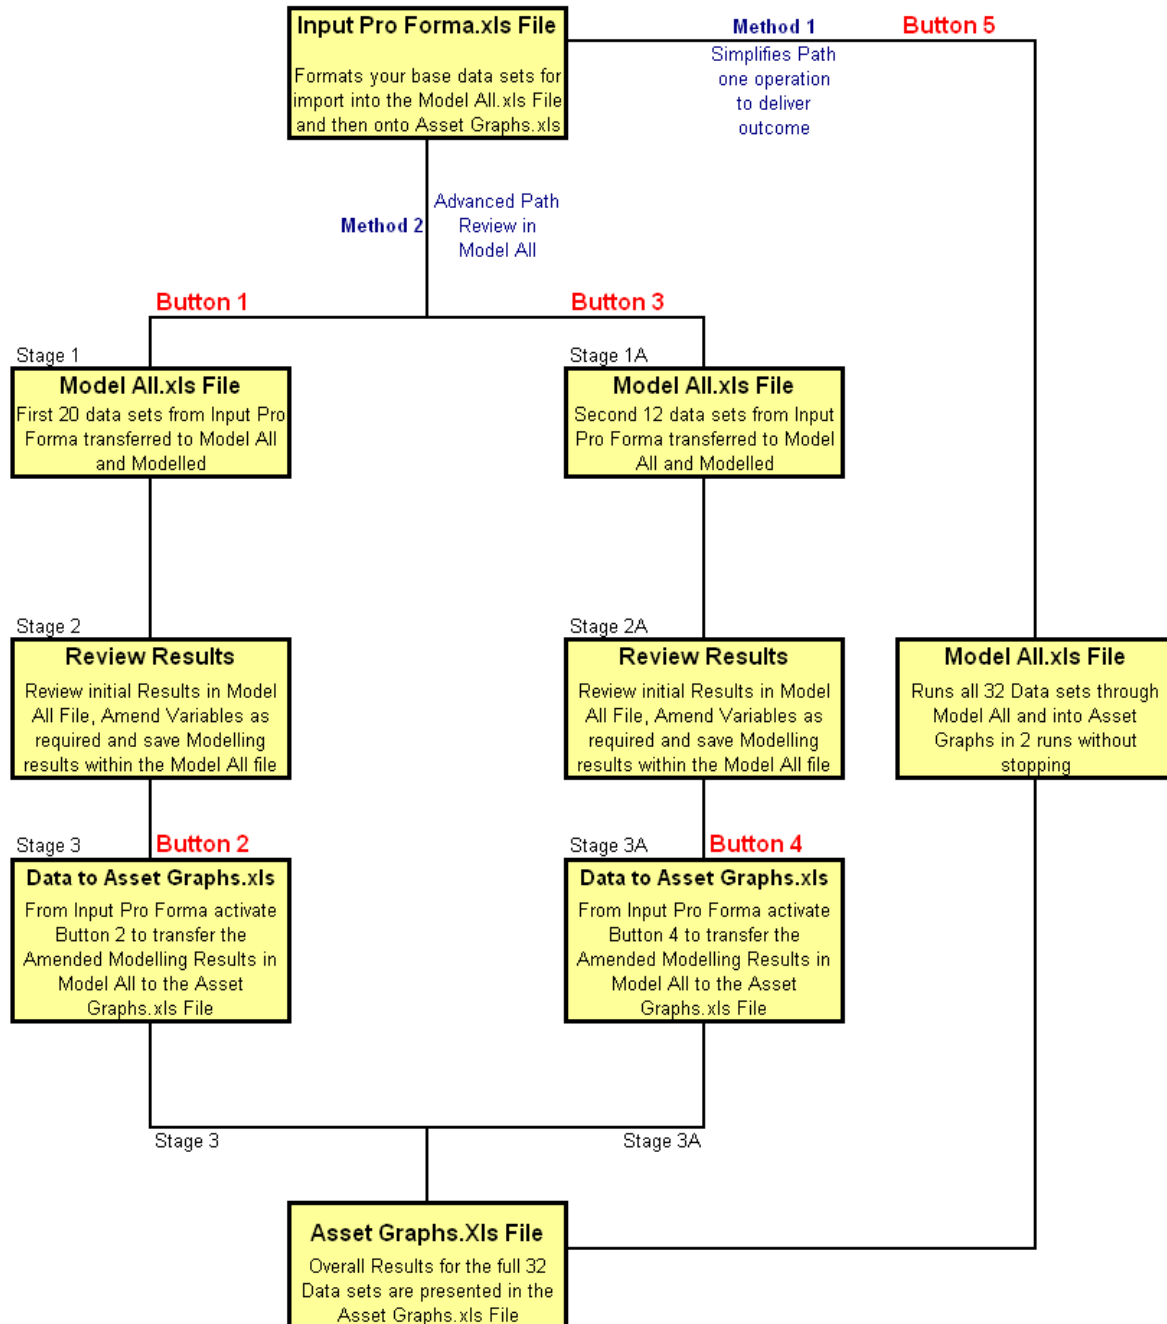 Input Pro Forma.xls File
Formats your base data sets for
import into the Model All.xls File
and then onto Asset Graphs.xls
Method 1
Button 5
Simplifies Path
one operation
to deliver
outcome
Method 2
Advanced Path
Review in
Model All
Button 1
Button 3
Stage 1
Model All.xls File
First 20 data sets from Input Pro
Forma transferred to Model All
and Modelled
Stage 1A
Model All.xls File
Second 12 data sets from Input
Pro Forma transferred to Model
All and Modelled
Stage 2
Review Results
Review initial Results in Model
All File, Amend Variables as
required and save Modelling
results within the Model All file
Stage 2A
Review Results
Review initial Results in Model
All File, Amend Variables as
required and save Modelling
results within the Model All file
Model All.xls File
Runs all 32 Data sets through
Model All and into Asset
Graphs in 2 runs without
stopping
Stage 3
Button 2
Data to Asset Graphs.xls
From Input Pro Forma activate
Button 2 to transfer the
Amended Modelling Results in
Model All to the Asset
Graphs.xls File
Stage 3A
Button 4
Data to Asset Graphs.xls
From Input Pro Forma activate
Button 4 to transfer the
Amended Modelling Results in
Model All to the Asset
Graphs.xls File
Stage 3
Stage 3A
Asset Graphs.Xls File
Overall Results for the full 32
Data sets are presented in the
Asset Graphs.xls File